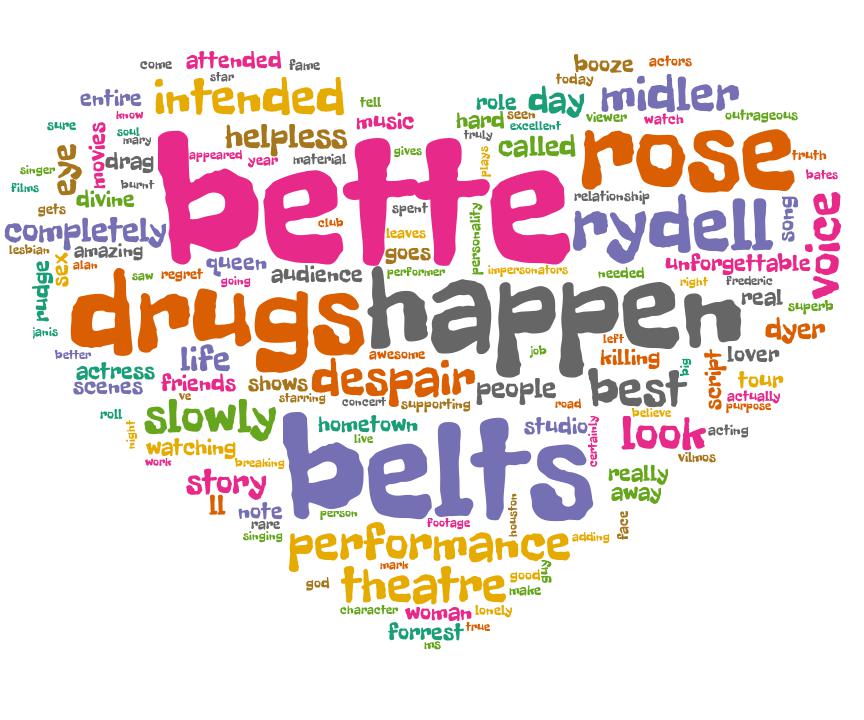 come attended fame
star
booze actors
today
entire intended tell
know
role day midler
hard seen viewer watch outrageous
excellent
sure soul mary movies helpless music
truly
called rose truth
singer eye drag appeared year material gives plays
bates
films burnt
divine
gets
bette
spent
relationship
completely club leaves personality
rydell song voice
lesbian amazing goes
alan sex queen audience performer impersonators needed unforgettable
rudge saw regret going
right frederic
real superb
janis
drugs happen
dyer
better life awesome job left killing big lover
actress
scenes friends shows despair people best script tour
ve starring concert supporting road
actually
purpose
roll slowly hometown studio believe
look acting
night watching live certainly
belts
work breaking vilmos
story really
away
ll note person
rare footage houston
singing performance adding face
mark
god theatre good guy
make
character woman lonely
forrest true
ms